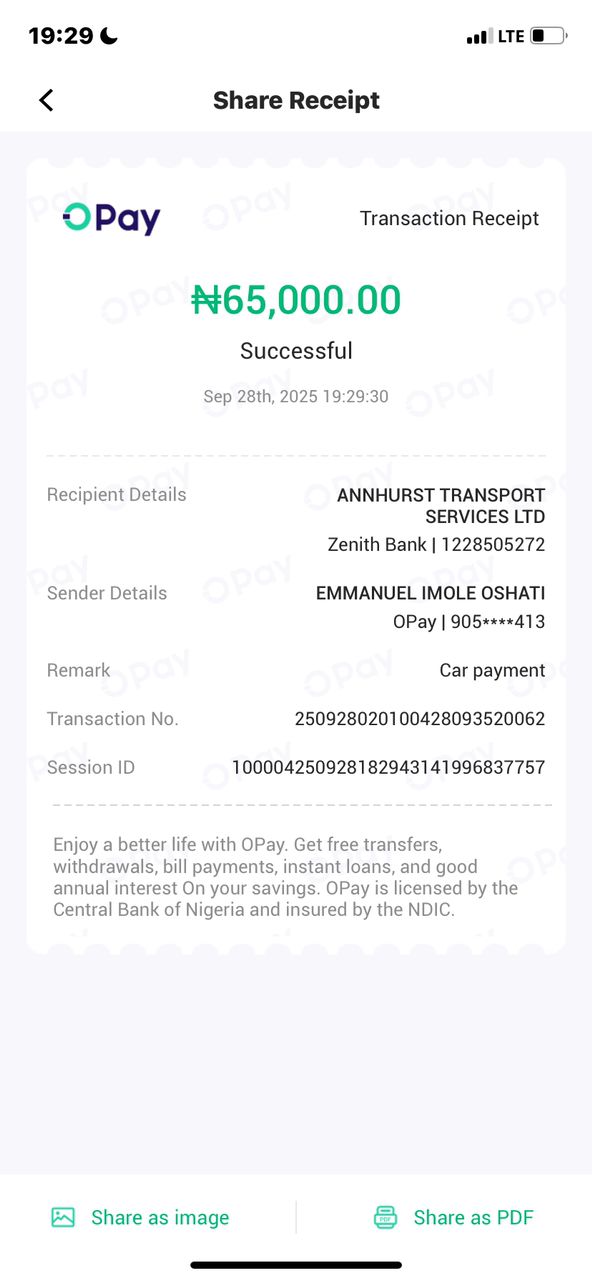 19:29
LTE
Share Receipt
OPay
Transaction Receipt
₦65,000.00
Successful
Sep 28th, 2025 19:29:30
Recipient Details
ANNHURST TRANSPORT
SERVICES LTD
Zenith Bank | 1228505272
Sender Details
EMMANUEL IMOLE OSHATI
OPay | 905****413
Remark
Car payment
Transaction No.
250928020100428093520062
Session ID
100004250928182943141996837757
Enjoy a better life with OPay. Get free transfers,
withdrawals, bill payments, instant loans, and good
annual interest On your savings. OPay is licensed by the
Central Bank of Nigeria and insured by the NDIC.
Share as image
PDF
Share as PDF